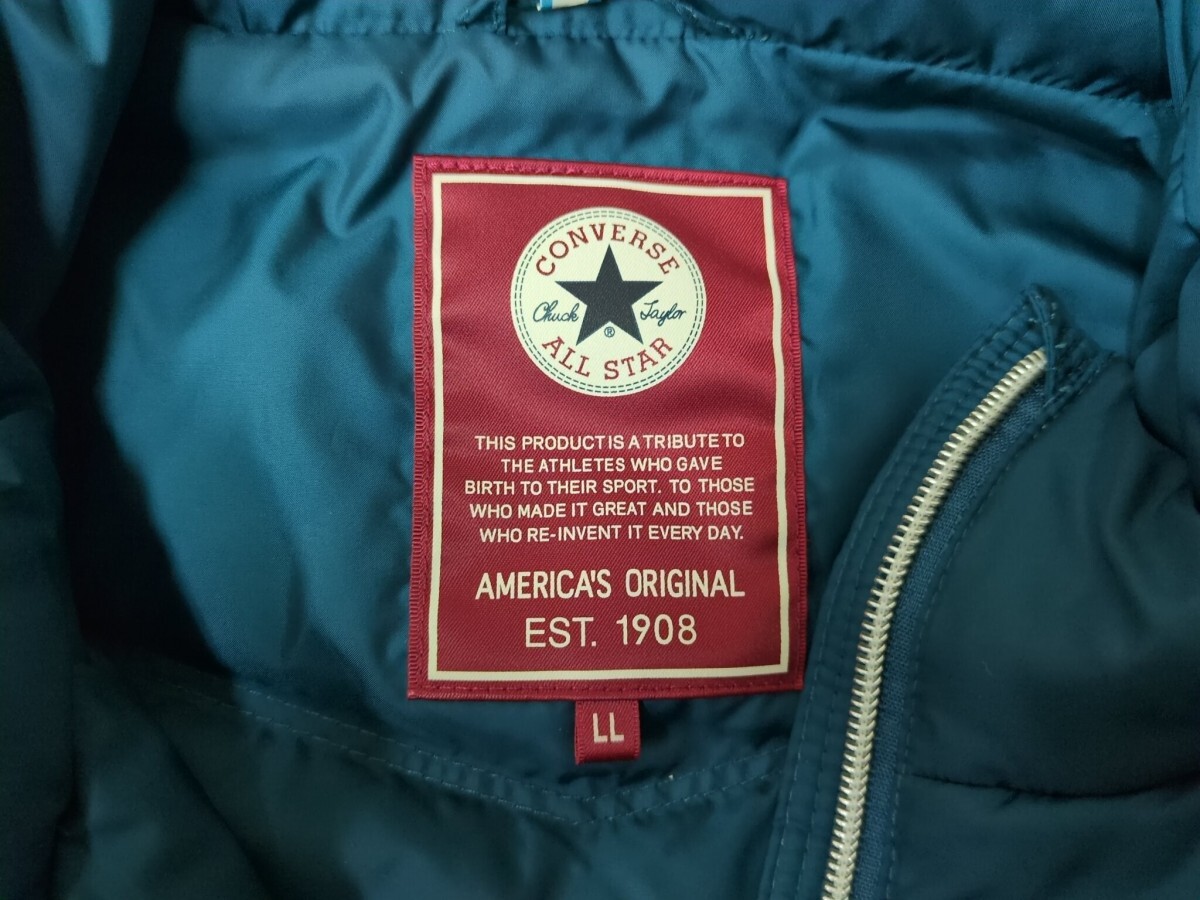 CONVERSE
Chuck Taylor
®
ALL STAR
THIS PRODUCT IS A TRIBUTE TO
THE ATHLETES WHO GAVE
BIRTH TO THEIR SPORT. TO THOSE
WHO MADE IT GREAT AND THOSE
WHO RE-INVENT IT EVERY DAY.
AMERICA'S ORIGINAL
EST. 1908
LL